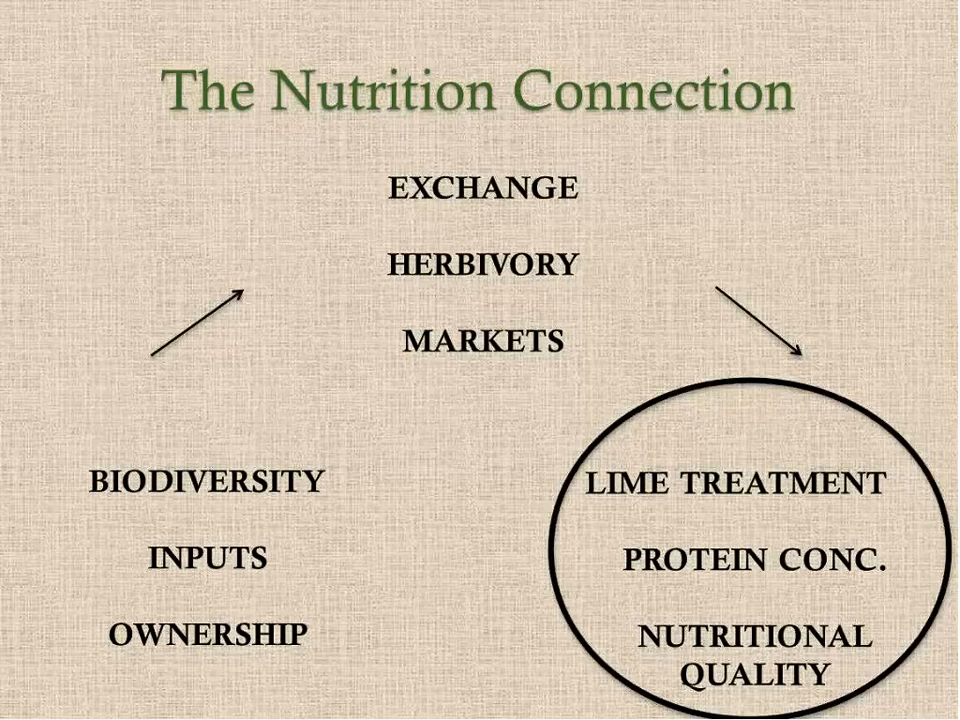 The Nutrition Connection
EXCHANGE
HERBIVORY
MARKETS
BIODIVERSITY
INPUTS
OWNERSHIP
LIME TREATMENT
PROTEIN CONC.
NUTRITIONAL
QUALITY